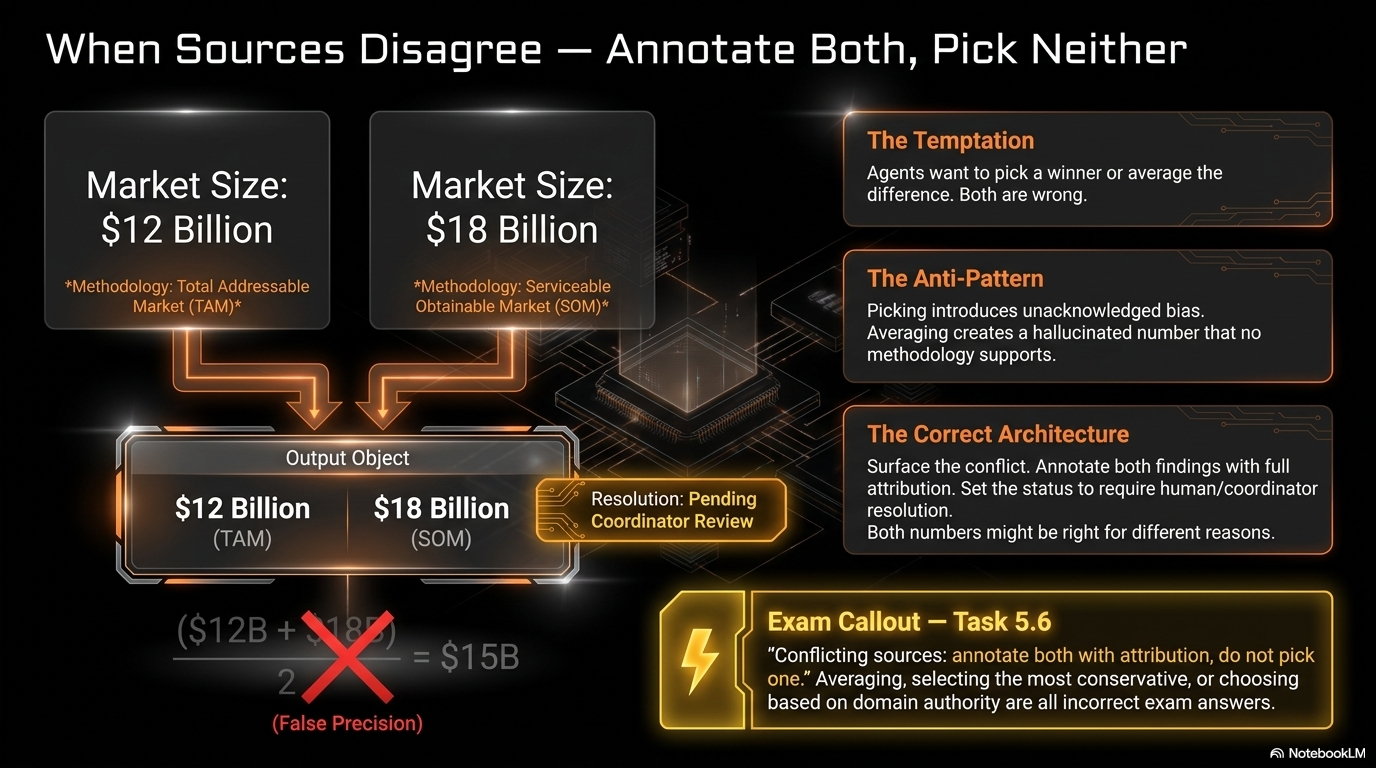 When Sources Disagree — Annotate Both, Pick Neither
Market Size:
$12 Billion
*Methodology: Total Addressable
Market (TAM)*
Market Size:
$18 Billion
*Methodology: Serviceable
Obtainable Market (SOM)*
Output Object
$12 Billion
(TAM)
$18 Billion
(SOM)
Resolution: Pending
Coordinator Review
($12B + $18B)
2
= $15B
(False Precision)
The Temptation
Agents want to pick a winner or average the
difference. Both are wrong.
The Anti-Pattern
Picking introduces unacknowledged bias.
Averaging creates a hallucinated number that no
methodology supports.
The Correct Architecture
Surface the conflict. Annotate both findings with full
attribution. Set the status to require human/coordinator
resolution.
Both numbers might be right for different reasons.
Exam Callout — Task 5.6
"Conflicting sources: annotate both with attribution, do not pick
one." Averaging, selecting the most conservative, or choosing
based on domain authority are all incorrect exam answers.
NotebookLM